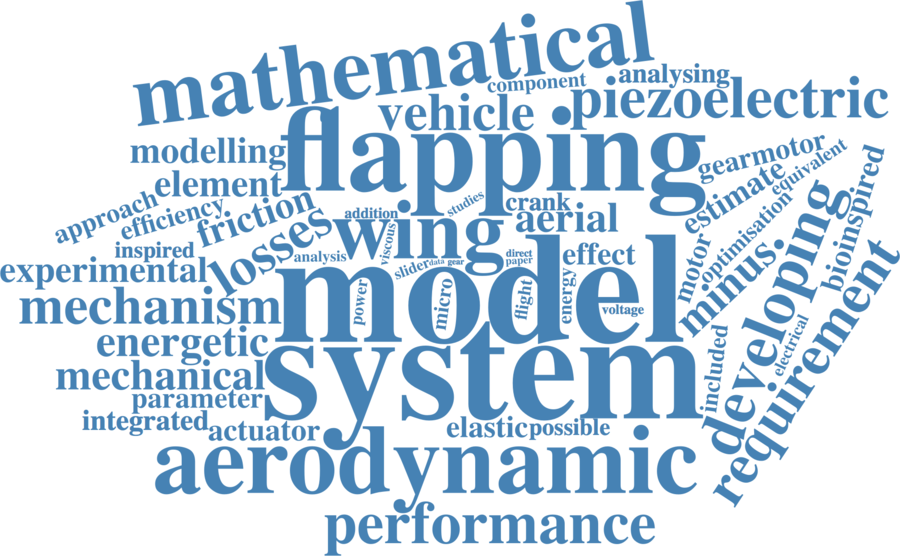 mathematical
component
analysing
piezoelectric
vehicle
flapping
modelling
gearmotor
element
estimate
equivalent
bioinspired
approach
efficiency
friction
addition
studies
crank
aerial
wing
losses
inspired
viscous
optimisation
developing
experimental
analysis
slider
data
gear
direct
paper
effect
motor
minus
mechanism
power
micro
model
flight
energy
voltage
requirement
energetic
system
included
electrical
mechanical
parameter
integrated
actuator
elastic
possible
aerodynamic
performance